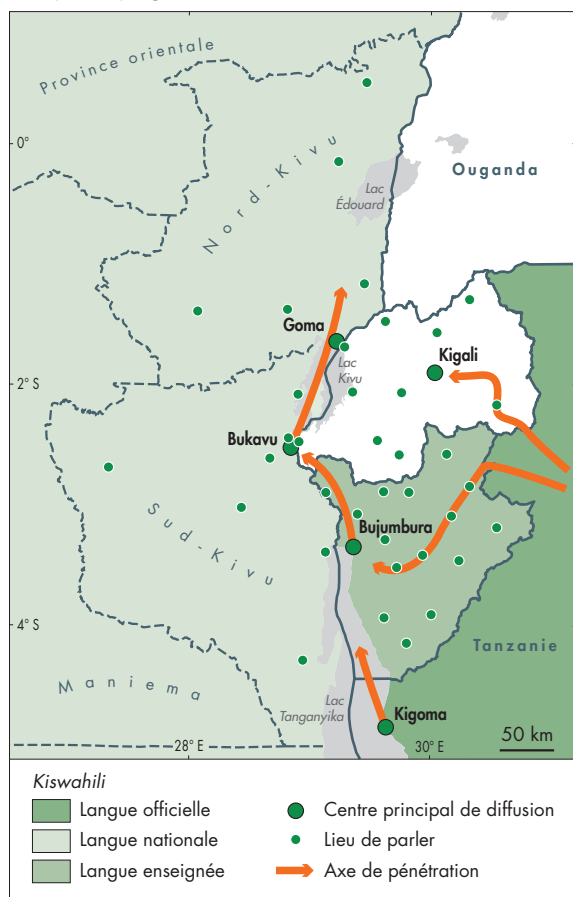 Province orientale
0°
Nord-Kivu
Ouganda
Lac
Édouard
Goma
Kigali
2° S
Lac
Kivu
Bukavu
Sud-Kivu
Bujumbura
4° S
Tanzanie
Maniema
Lac
Tanganyika
Kigoma
28° E
30° E
50 km
Kiswahili
Langue officielle
Langue nationale
Langue enseignée
Centre principal de diffusion
Lieu de parler
Axe de pénétration